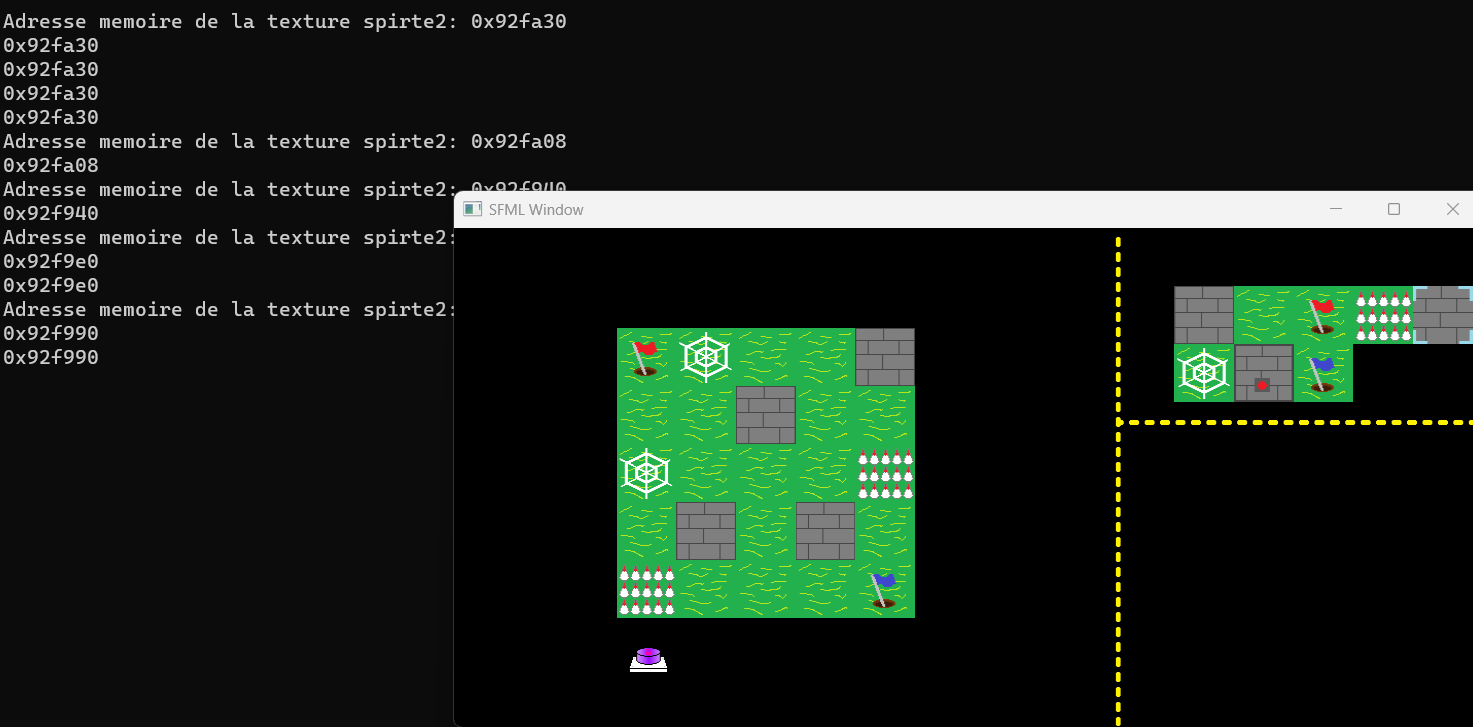 Adresse memoire de la texture spirte2: 0x92fa30
0x92fa30
0x92fa30
0x92fa30
0x92fa30
Adresse memoire de la texture spirte2: 0x92fa08
0x92fa08
Adresse memoire de la texture spirte2: 0x92f940
0x92f940
Adresse memoire de la texture spirte2:
0x92f9e0
0x92f9e0
Adresse memoire de la texture spirte2:
0x92f990
0x92f990
SFML Window